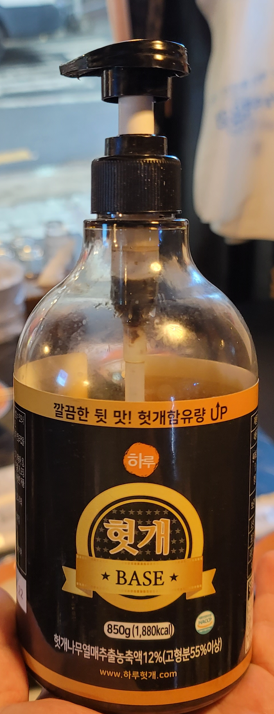 깔끔한 뒷 맛! 헛개함유량 UP
하루
헛개
★ BASE ★
850g (1,880kcal)
헛개나무열매추출농축액12%(고형분55%이상)
www.하루헛개.com